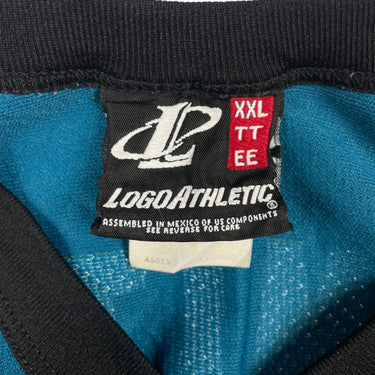 XXL
TT
EE
LOGOATHLETIC®
ASSEMBLED IN MEXICO OF US COMPONENTS
SEE REVERSE FOR CARE